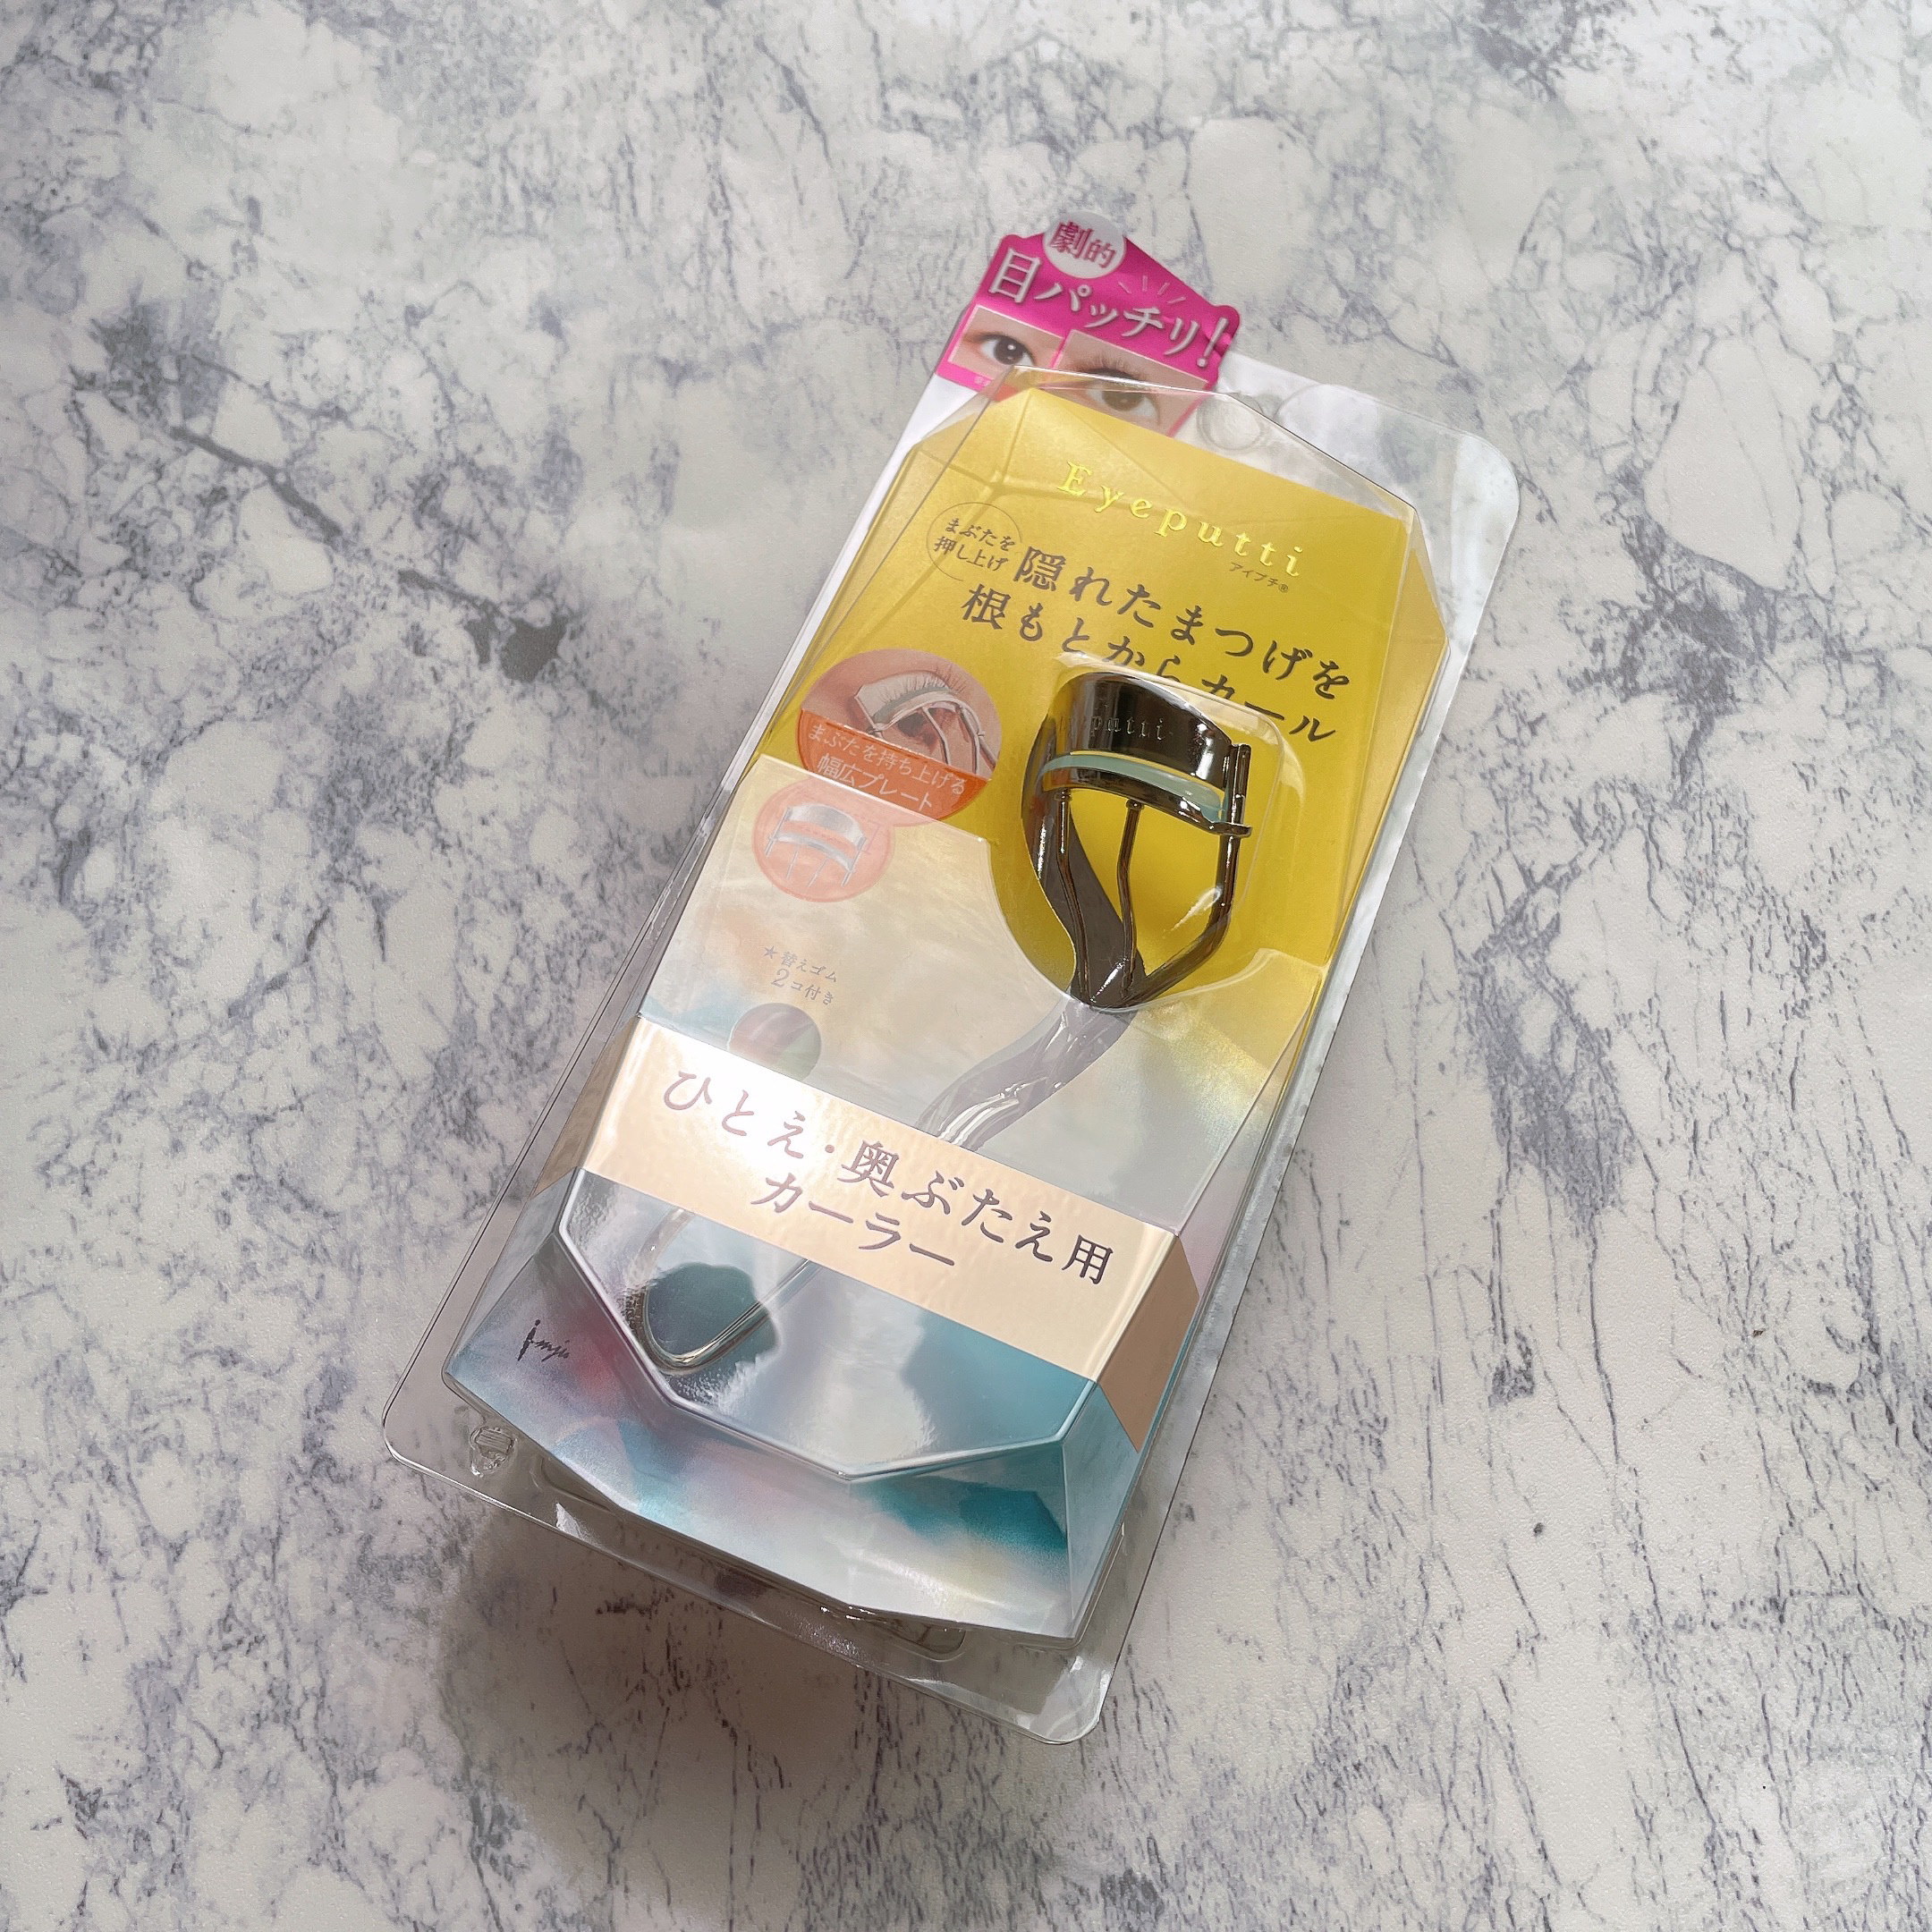 劇的
目パッチリ!
Eyeputti
アイプチ®
まぶたを
押し上げ
隠れたまつげを
根もとからカール
まぶたを持ち上げる
幅広プレート
★替えゴム
2コ付き
ひとえ・奥ぶたえ用
カーラー